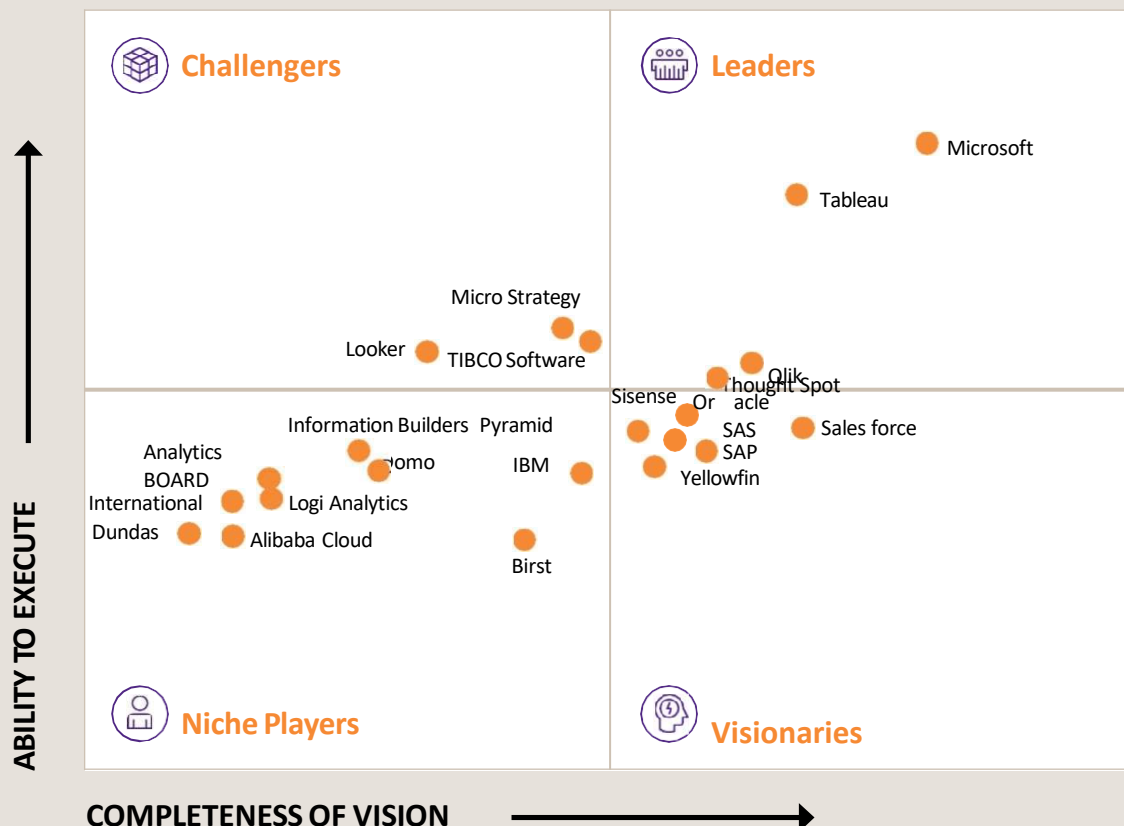 Challengers
Leaders
Microsoft
Tableau
Micro Strategy
Looker
TIBCO Software
Qlik
Thought Spot
Sisense
Or acle
Information Builders
Pyramid
SAS
Sales force
Analytics
SAP
Domo
IBM
BOARD
Yellowfin
International
Logi Analytics
Dundas
Alibaba Cloud
Birst
Niche Players
Visionaries
ABILITY TO EXECUTE
COMPLETENESS OF VISION